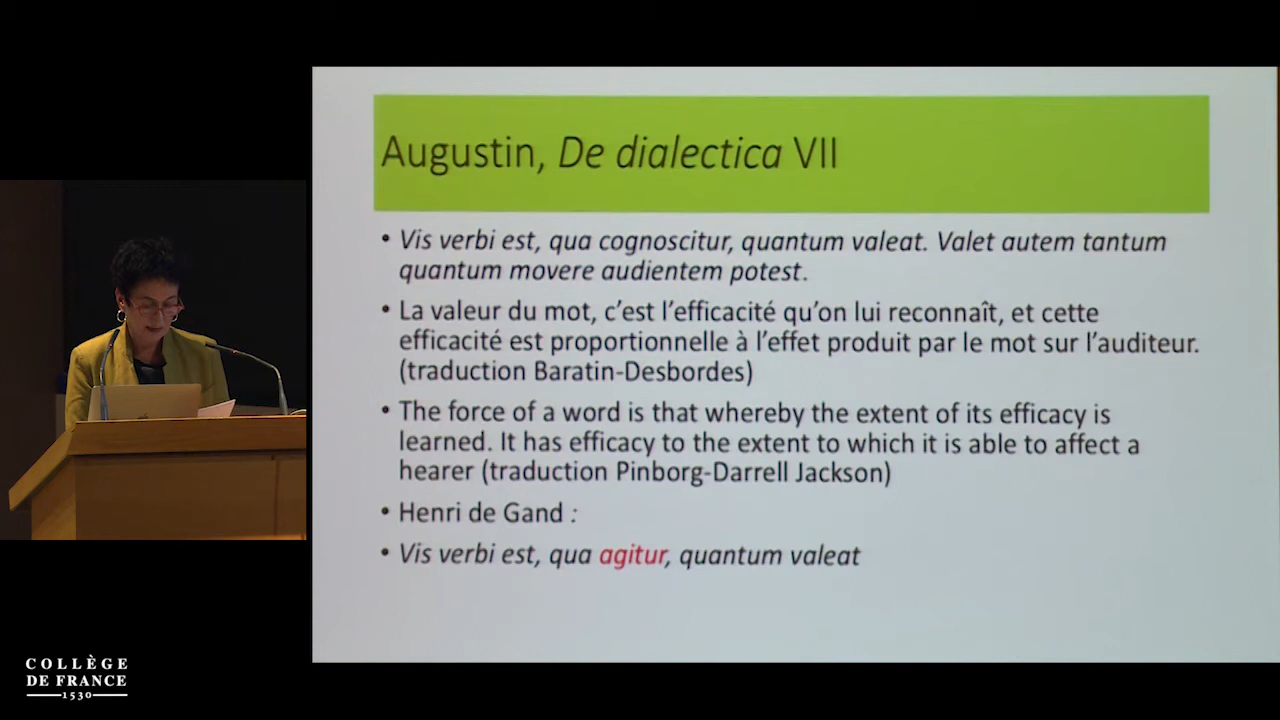 Augustin, De dialectica VII
• Vis verbi est, qua cognoscitur, quantum valeat. Valet autem tantum
quantum movere audientem potest.
• La valeur du mot, c’est l’efficacité qu’on lui reconnaît, et cette
efficacité est proportionnelle à l’effet produit par le mot sur l’auditeur.
(traduction Baratin-Desbordes)
• The force of a word is that whereby the extent of its efficacy is
learned. It has efficacy to the extent to which it is able to affect a
hearer (traduction Pinborg-Darrell Jackson)
• Henri de Gand :
• Vis verbi est, qua agitur, quantum valeat
COLLÈGE
DE FRANCE
1530